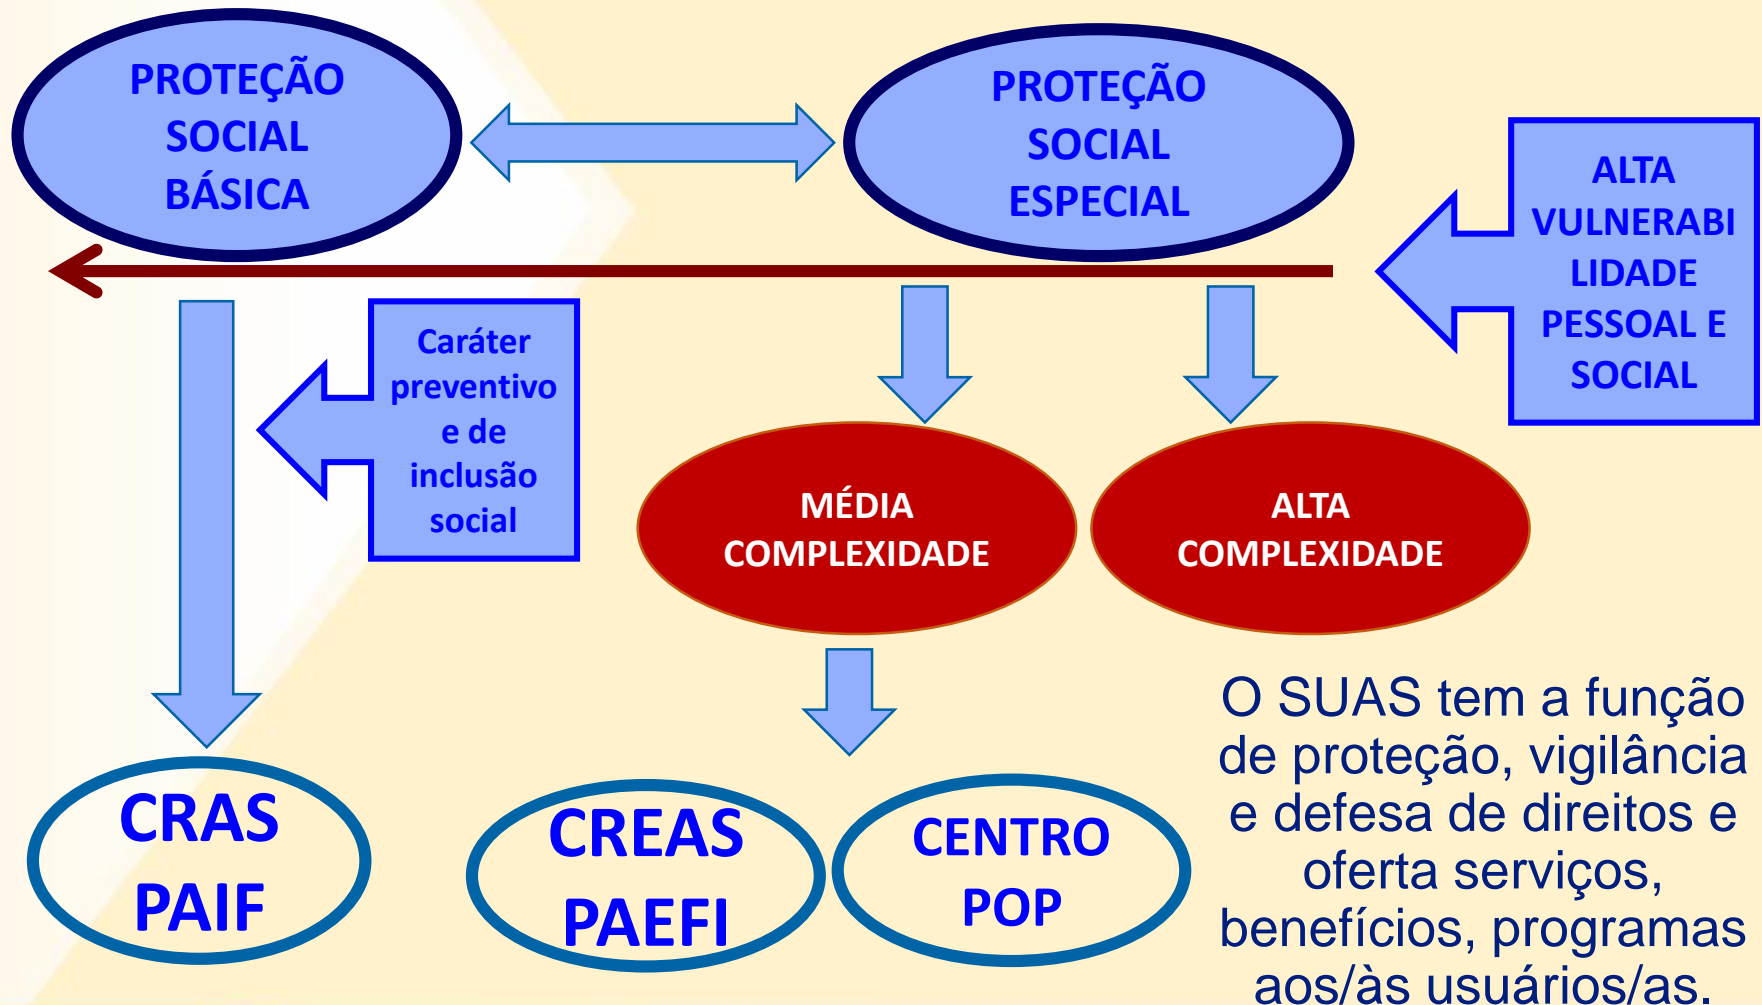 PROTEÇÃO
SOCIAL
BÁSICA
PROTEÇÃO
SOCIAL
ESPECIAL
ALTA
VULNERABI
LIDADE
PESSOAL E
SOCIAL
Caráter
preventivo
e de
inclusão
social
MÉDIA
COMPLEXIDADE
ALTA
COMPLEXIDADE
CRAS
PAIF
CREAS
PAEFI
CENTRO
POP
O SUAS tem a função
de proteção, vigilância
e defesa de direitos e
oferta serviços,
benefícios, programas
aos/às usuários/as.